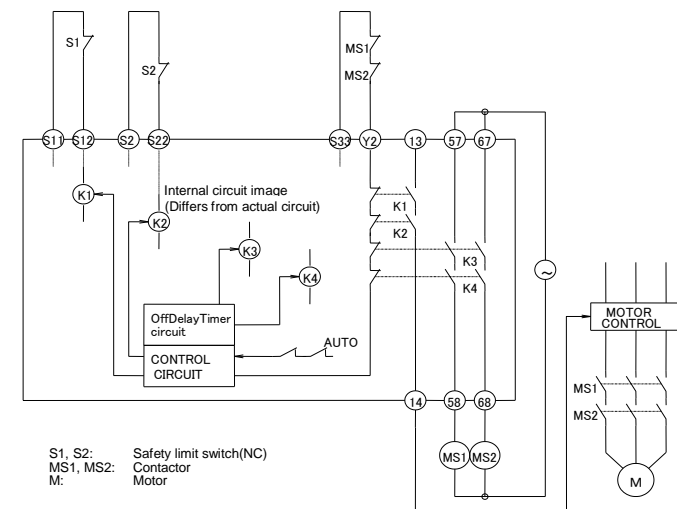 S1
S2
MS1
MS2
S11 S12 S2 S22 S33 Y2 13 57 67
Internal circuit image
(Differs from actual circuit)
K1
K2
K3
K4
K1
K2
K3
K4
~
OffDelayTimer
circuit
AUTO
CONTROL
CIRCUIT
14 58 68
MS1 MS2
MOTOR
CONTROL
MS1
MS2
M
S1, S2: Safety limit switch(NC)
MS1, MS2: Contactor
M: Motor